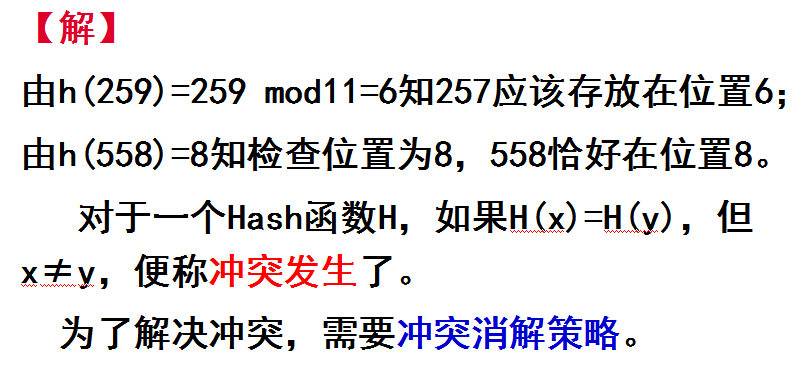 【解】
由h(259)=259 mod11=6知257应该存放在位置6;
由h(558)=8知检查位置为8，558恰好在位置8。
对于一个Hash函数H，如果H(x)=H(y)，但
x≠y，便称冲突发生了。
为了解决冲突，需要冲突消解策略。